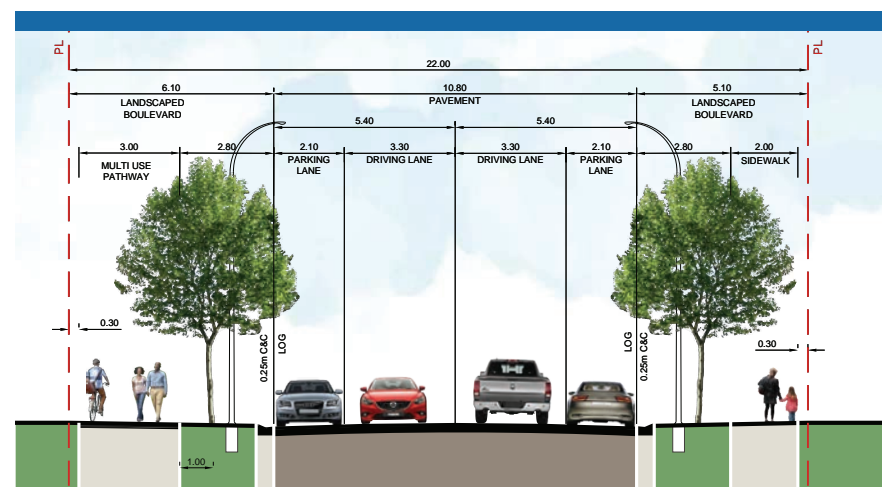 PL
PL
22.00
6.10
10.80
5.10
LANDSCAPED
BOULEVARD
PAVEMENT
LANDSCAPED
BOULEVARD
5.40
5.40
3.00
2.80
2.10
3.30
3.30
2.10
2.80
2.00
MULTI USE
PATHWAY
PARKING
LANE
DRIVING LANE
DRIVING LANE
PARKING
LANE
SIDEWALK
0.30
0.25m C&C
LOG
LOG
0.25m C&C
0.30
1.00